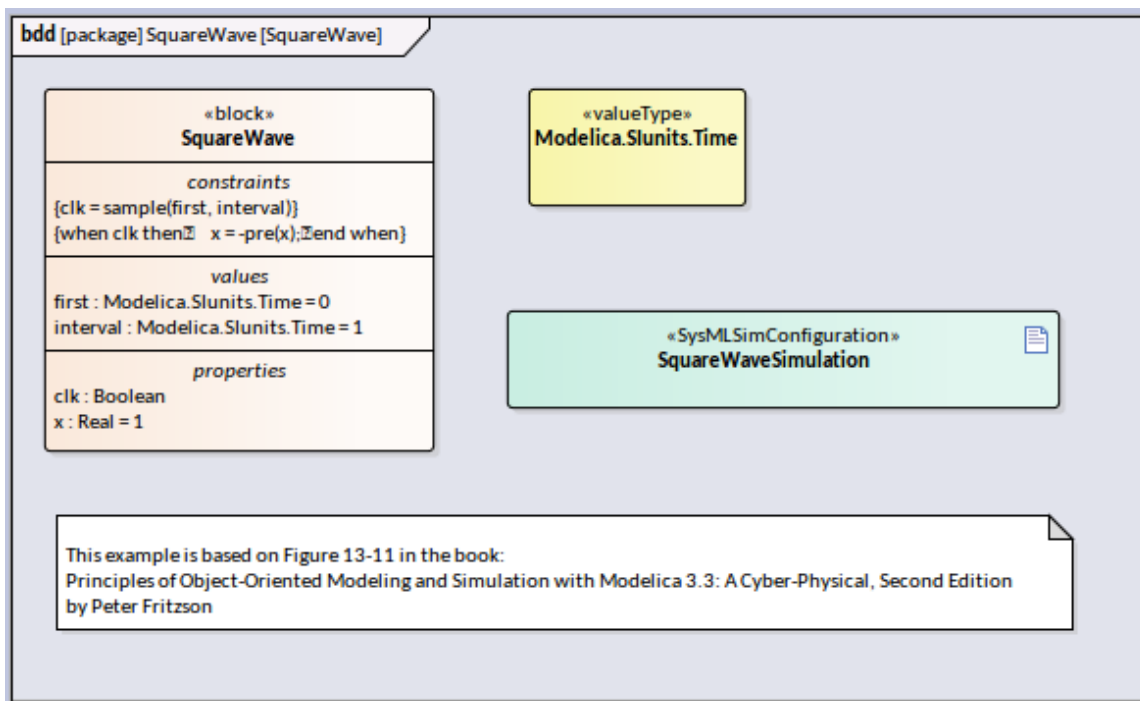 bdd [package] SquareWave [SquareWave]
«block»
SquareWave
constraints
{clk = sample(first, interval)}
{when clk then⍰ x = -pre(x);⍰end when}
values
first : Modelica.SIunits.Time = 0
interval : Modelica.SIunits.Time = 1
properties
clk : Boolean
x : Real = 1
«valueType»
Modelica.SIunits.Time
«SysMLSimConfiguration»
SquareWaveSimulation
This example is based on Figure 13-11 in the book:
Principles of Object-Oriented Modeling and Simulation with Modelica 3.3: A Cyber-Physical, Second Edition
by Peter Fritzson